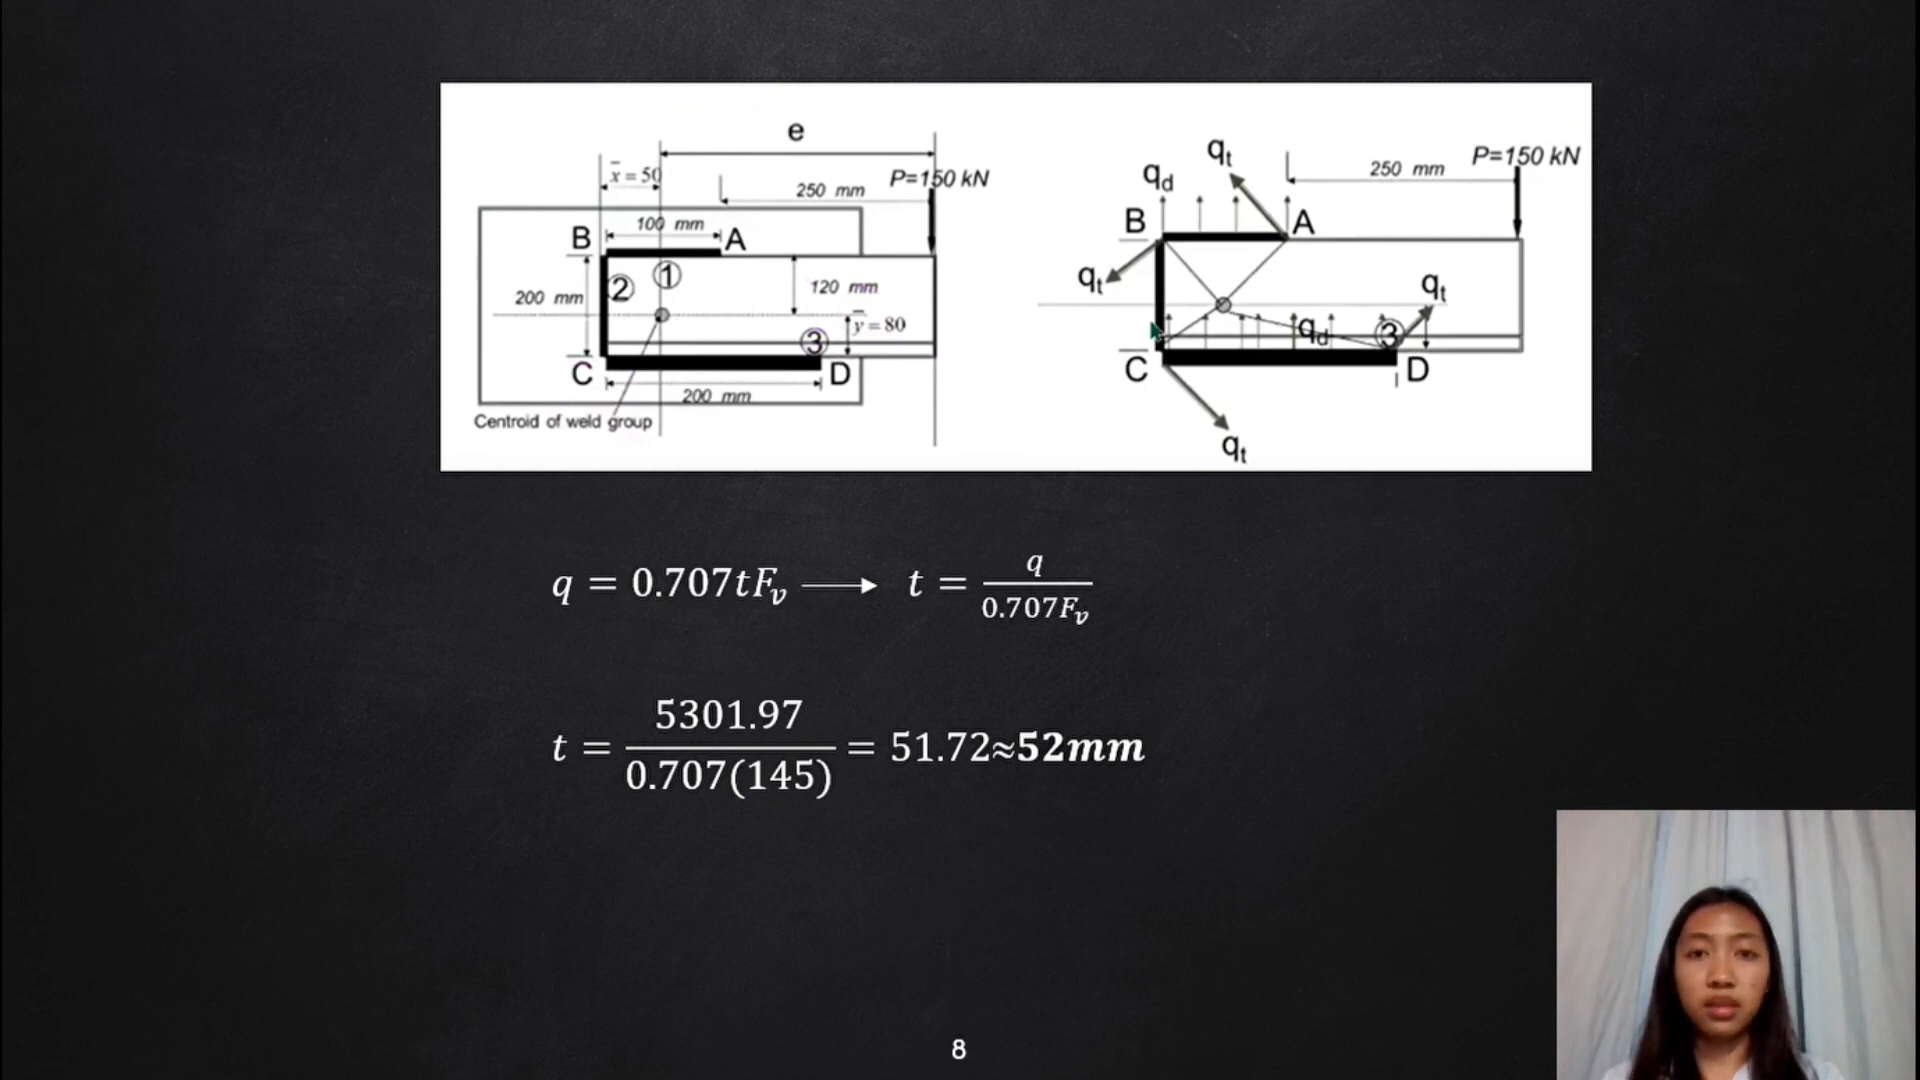 e
x̄ = 50
P=150 kN
250 mm
100 mm
B
A
①
②
200 mm
120 mm
ȳ = 80
③
C
D
200 mm
Centroid of weld group
qt
P=150 kN
250 mm
qd
B
A
qt
qt
qd
③
C
D
qt
q = 0.707tFv ⟶ t = q / 0.707Fv
t = 5301.97 / 0.707(145) = 51.72≈52mm
8